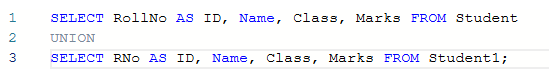 1 SELECT RollNo AS ID, Name, Class, Marks FROM Student
2 UNION
3 SELECT RNo AS ID, Name, Class, Marks FROM Student1;